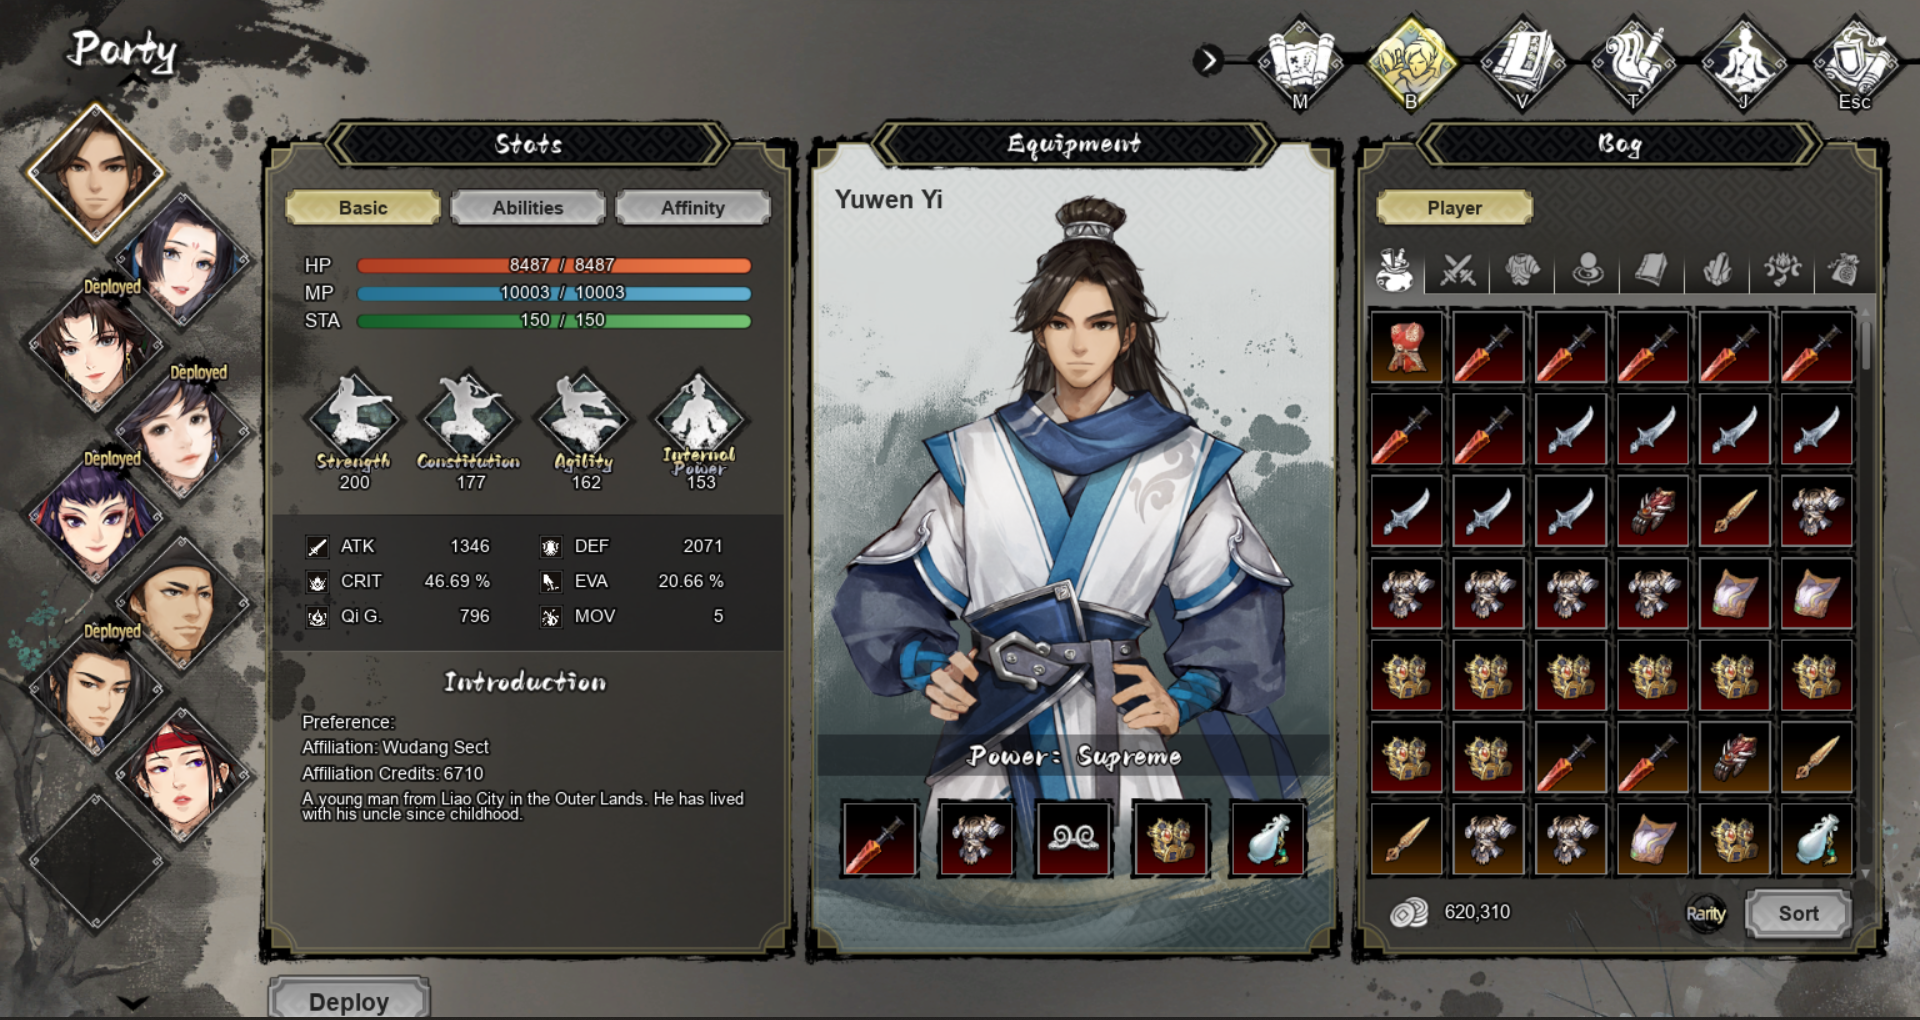 Party
M
B
V
T
J
Esc
Deployed
Deployed
Deployed
Deployed
Stats
Basic
Abilities
Affinity
HP
8487 / 8487
MP
10003 / 10003
STA
150 / 150
Strength
200
Constitution
177
Agility
162
Internal
Power
153
ATK 1346
DEF 2071
CRIT 46.69 %
EVA 20.66 %
Qi G. 796
MOV 5
Introduction
Preference:
Affiliation: Wudang Sect
Affiliation Credits: 6710
A young man from Liao City in the Outer Lands. He has lived
with his uncle since childhood.
Deploy
Equipment
Yuwen Yi
Power: Supreme
Bag
Player
620,310
Rarity
Sort